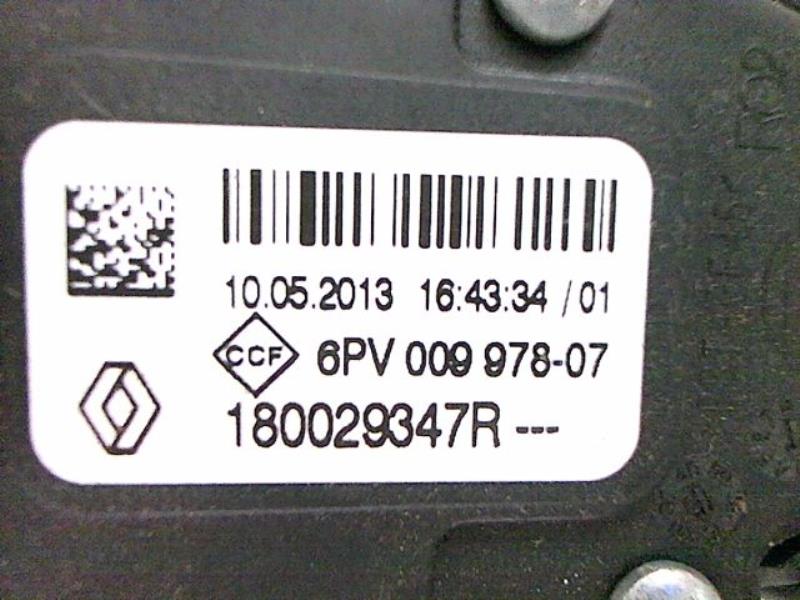 10.05.2013 16:43:34 / 01
CCF 6PV 009 978-07
180029347R ---